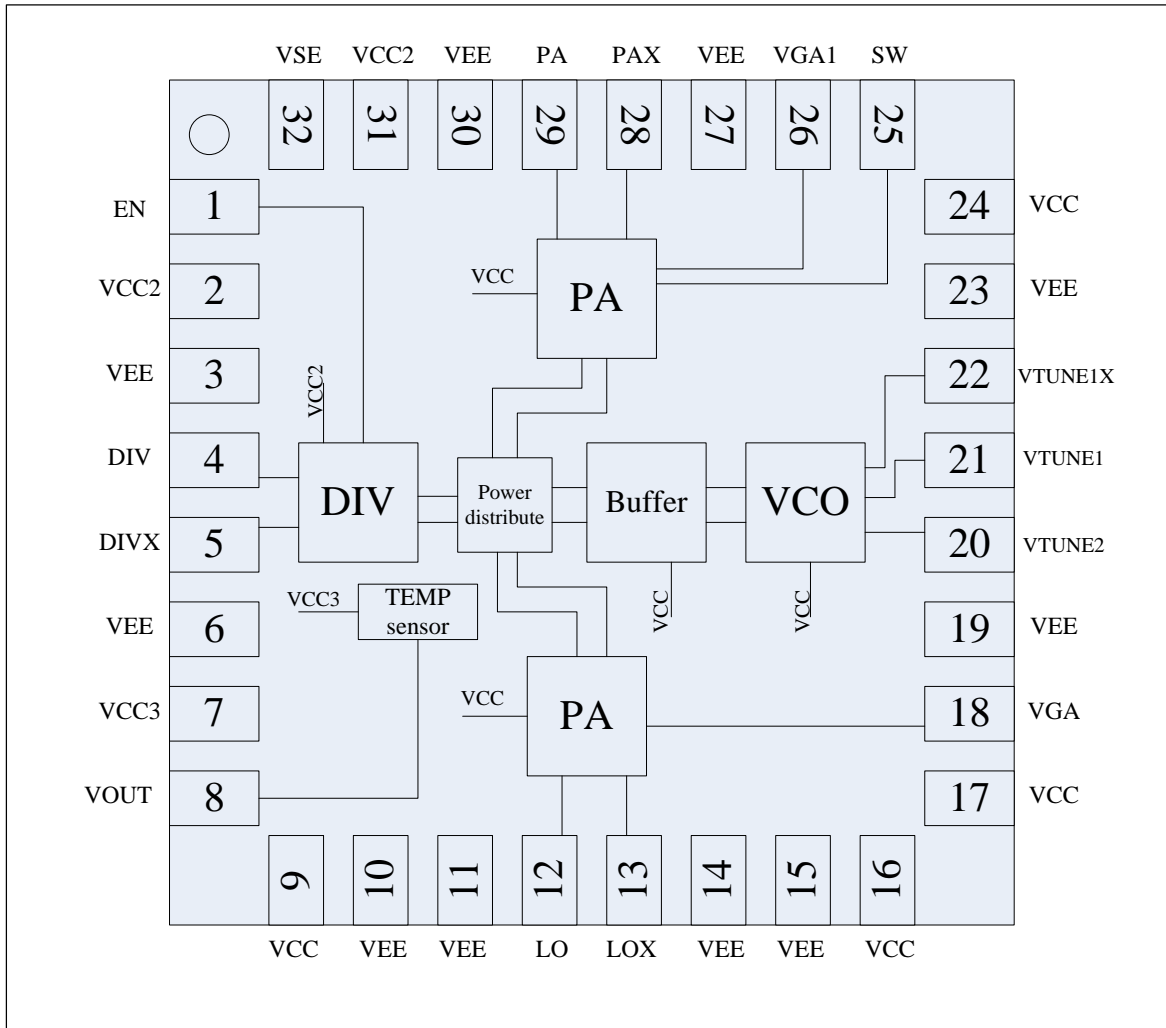 VSE VCC2 VEE PA PAX VEE VGA1 SW
32 31 30 29 28 27 26 25
EN 1
24 VCC
VCC2 2
23 VEE
VCC
PA
VEE 3
22 VTUNE1X
VCC2
DIV 4
21 VTUNE1
DIV
Power
distribute
Buffer
VCO
DIVX 5
20 VTUNE2
VCC3
TEMP
sensor
VCC
VCC
VEE 6
19 VEE
VCC3 7
VCC
PA
18 VGA
VOUT 8
17 VCC
9 10 11 12 13 14 15 16
VCC VEE VEE LO LOX VEE VEE VCC